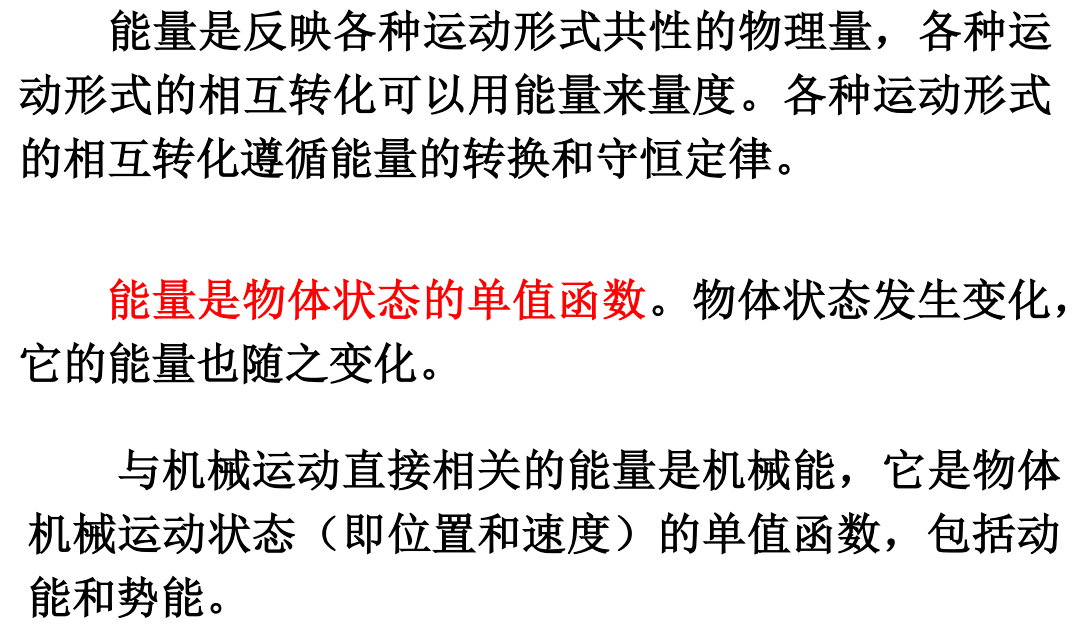 能量是反映各种运动形式共性的物理量，各种运
动形式的相互转化可以用能量来量度。各种运动形式
的相互转化遵循能量的转换和守恒定律。
能量是物体状态的单值函数。物体状态发生变化，
它的能量也随之变化。
与机械运动直接相关的能量是机械能，它是物体
机械运动状态（即位置和速度）的单值函数，包括动
能和势能。